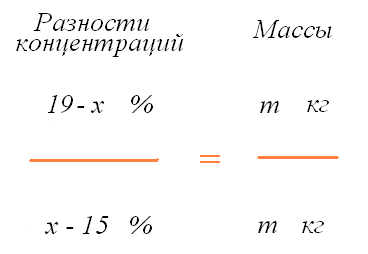 Разности
концентраций
Массы
19 - x %
m кг
=
x - 15 %
m кг